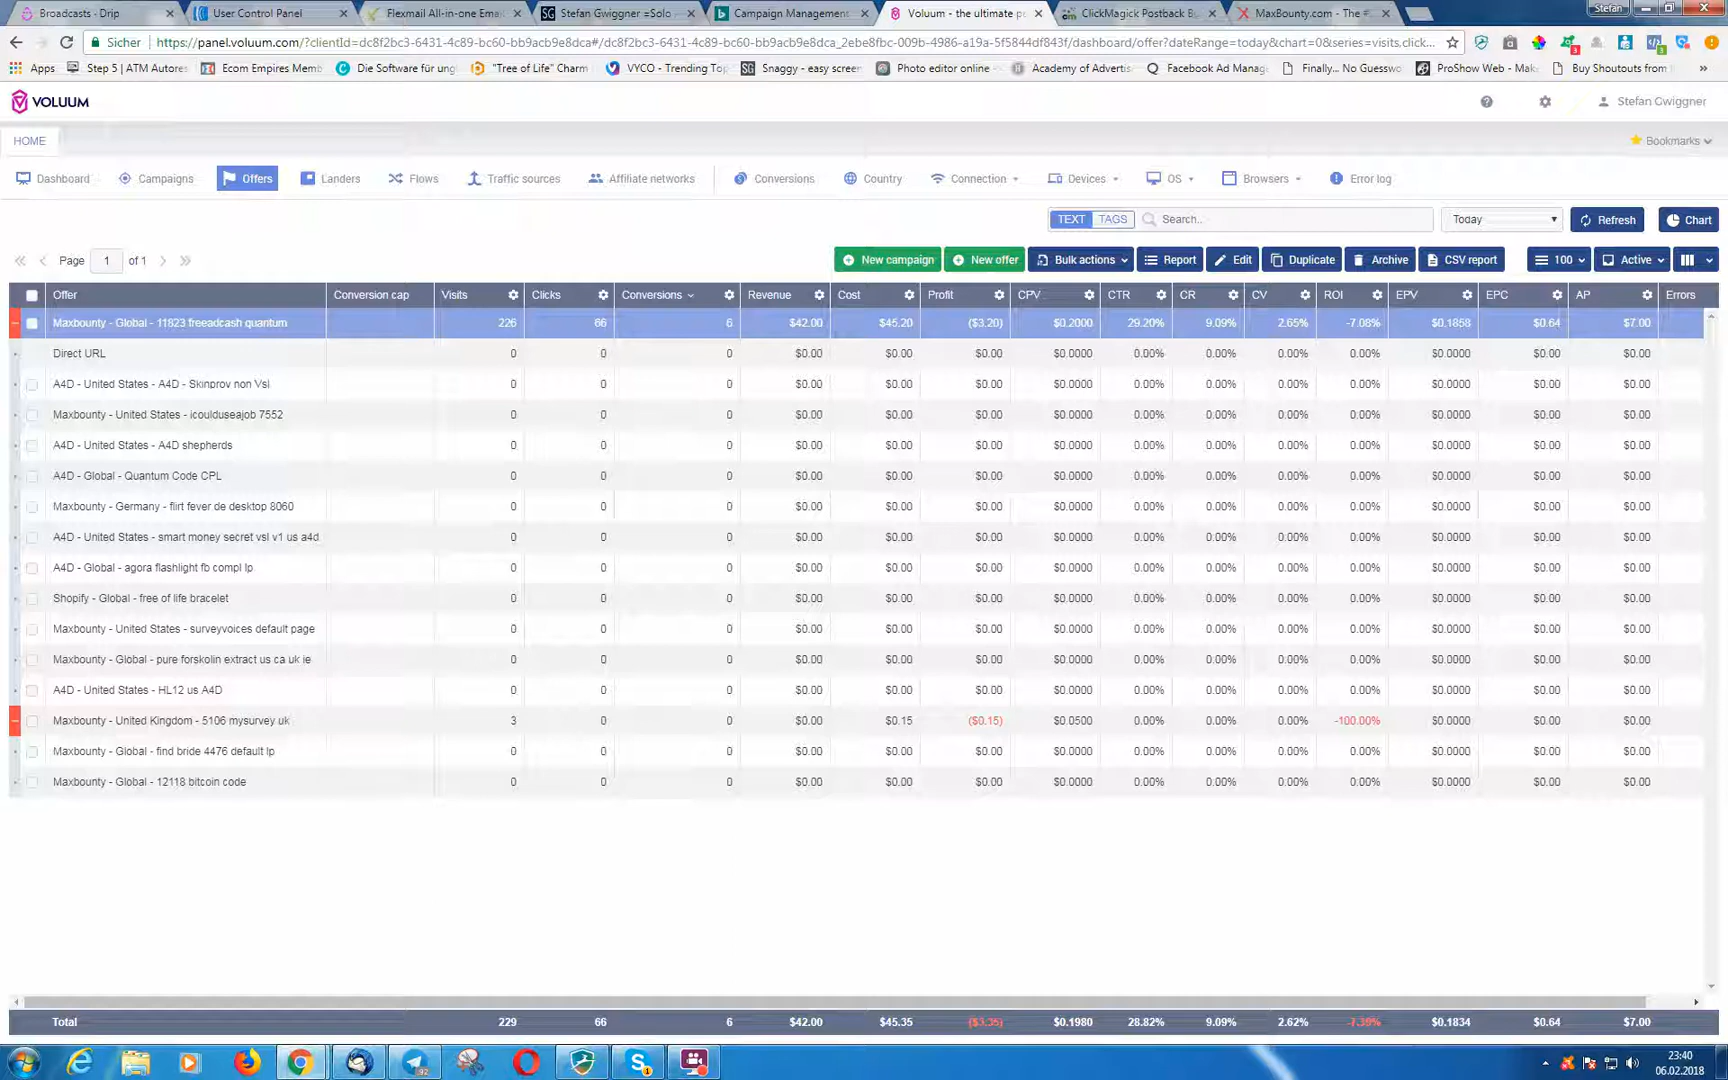 Broadcasts - Drip
User Control Panel
Flexmail All-in-one Emai
Stefan Gwiggner =Solo
Campaign Management
Voluum - the ultimate pe
ClickMagick Postback By
MaxBounty.com - The #
Stefan
Sicher https://panel.voluum.com/?clientId=dc8f2bc3-6431-4c89-bc60-bb9acb9e8dca#/dc8f2bc3-6431-4c89-bc60-bb9acb9e8dca_2ebe8fbc-009b-4986-a19a-5f5844df843f/dashboard/offer?dateRange=today&chart=0&series=visits,click...
Apps Step 5 | ATM Autores Ecom Empires Memb Die Software für ungl "Tree of Life" Charm VYCO - Trending Top Snaggy - easy screen Photo editor online - Academy of Advertis Facebook Ad Manag Finally... No Guesswo ProShow Web - Make Buy Shoutouts from »
VOLUUM
Stefan Gwiggner
HOME
Bookmarks
Dashboard Campaigns Offers Landers Flows Traffic sources Affiliate networks Conversions Country Connection Devices OS Browsers Error log
TEXT TAGS Search.. Today Refresh Chart
Page 1 of 1 New campaign New offer Bulk actions Report Edit Duplicate Archive CSV report 100 Active
Offer Conversion cap Visits Clicks Conversions Revenue Cost Profit CPV CTR CR CV ROI EPV EPC AP Errors
Maxbounty - Global - 11823 freeadcash quantum 226 66 6 $42.00 $45.20 ($3.20) $0.2000 29.20% 9.09% 2.65% -7.08% $0.1858 $0.64 $7.00
Direct URL 0 0 0 $0.00 $0.00 $0.00 $0.0000 0.00% 0.00% 0.00% 0.00% $0.0000 $0.00 $0.00
A4D - United States - A4D - Skinprov non Vsl 0 0 0 $0.00 $0.00 $0.00 $0.0000 0.00% 0.00% 0.00% 0.00% $0.0000 $0.00 $0.00
Maxbounty - United States - icoulduseajob 7552 0 0 0 $0.00 $0.00 $0.00 $0.0000 0.00% 0.00% 0.00% 0.00% $0.0000 $0.00 $0.00
A4D - United States - A4D shepherds 0 0 0 $0.00 $0.00 $0.00 $0.0000 0.00% 0.00% 0.00% 0.00% $0.0000 $0.00 $0.00
A4D - Global - Quantum Code CPL 0 0 0 $0.00 $0.00 $0.00 $0.0000 0.00% 0.00% 0.00% 0.00% $0.0000 $0.00 $0.00
Maxbounty - Germany - flirt fever de desktop 8060 0 0 0 $0.00 $0.00 $0.00 $0.0000 0.00% 0.00% 0.00% 0.00% $0.0000 $0.00 $0.00
A4D - United States - smart money secret vsl v1 us a4d 0 0 0 $0.00 $0.00 $0.00 $0.0000 0.00% 0.00% 0.00% 0.00% $0.0000 $0.00 $0.00
A4D - Global - agora flashlight fb compl lp 0 0 0 $0.00 $0.00 $0.00 $0.0000 0.00% 0.00% 0.00% 0.00% $0.0000 $0.00 $0.00
Shopify - Global - free of life bracelet 0 0 0 $0.00 $0.00 $0.00 $0.0000 0.00% 0.00% 0.00% 0.00% $0.0000 $0.00 $0.00
Maxbounty - United States - surveyvoices default page 0 0 0 $0.00 $0.00 $0.00 $0.0000 0.00% 0.00% 0.00% 0.00% $0.0000 $0.00 $0.00
Maxbounty - Global - pure forskolin extract us ca uk ie 0 0 0 $0.00 $0.00 $0.00 $0.0000 0.00% 0.00% 0.00% 0.00% $0.0000 $0.00 $0.00
A4D - United States - HL12 us A4D 0 0 0 $0.00 $0.00 $0.00 $0.0000 0.00% 0.00% 0.00% 0.00% $0.0000 $0.00 $0.00
Maxbounty - United Kingdom - 5106 mysurvey uk 3 0 0 $0.00 $0.15 ($0.15) $0.0500 0.00% 0.00% 0.00% -100.00% $0.0000 $0.00 $0.00
Maxbounty - Global - find bride 4476 default lp 0 0 0 $0.00 $0.00 $0.00 $0.0000 0.00% 0.00% 0.00% 0.00% $0.0000 $0.00 $0.00
Maxbounty - Global - 12118 bitcoin code 0 0 0 $0.00 $0.00 $0.00 $0.0000 0.00% 0.00% 0.00% 0.00% $0.0000 $0.00 $0.00
Total 229 66 6 $42.00 $45.35 ($3.35) $0.1980 28.82% 9.09% 2.62% -7.39% $0.1834 $0.64 $7.00
92
23:40
06.02.2018